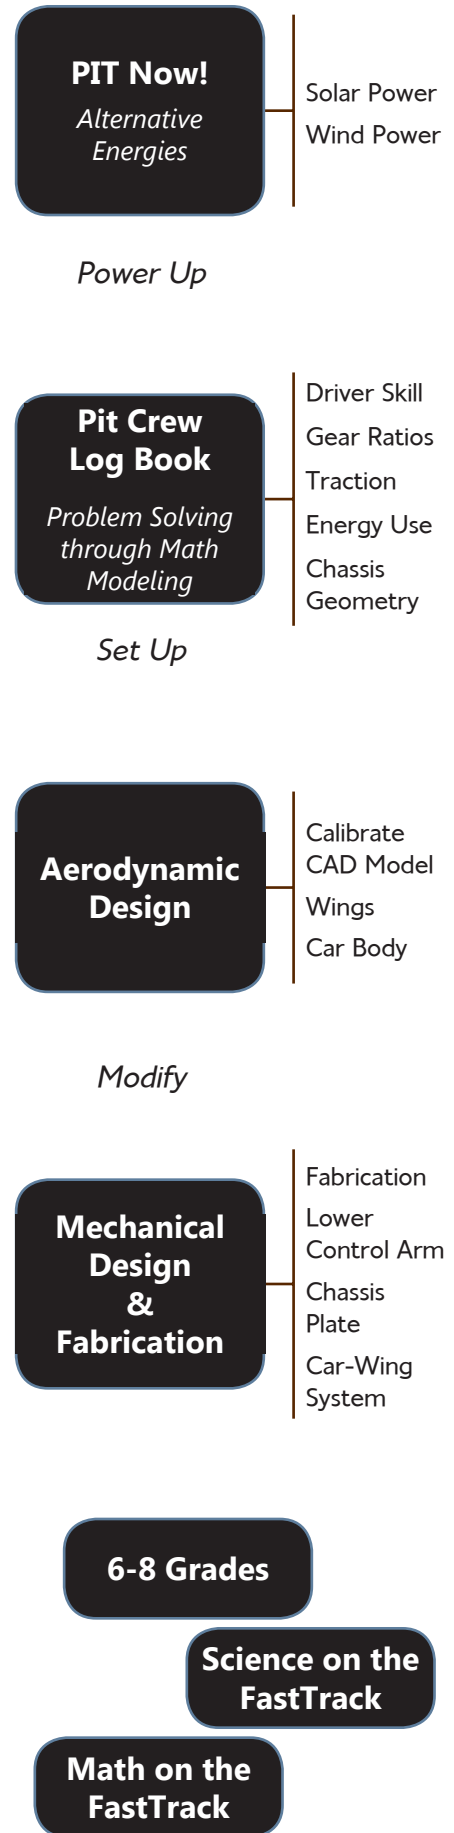 PIT Now!
Alternative
Energies
Solar Power
Wind Power
Power Up
Pit Crew
Log Book
Problem Solving
through Math
Modeling
Driver Skill
Gear Ratios
Traction
Energy Use
Chassis
Geometry
Set Up
Aerodynamic
Design
Calibrate
CAD Model
Wings
Car Body
Modify
Mechanical
Design
&
Fabrication
Fabrication
Lower
Control Arm
Chassis
Plate
Car-Wing
System
6-8 Grades
Science on the
FastTrack
Math on the
FastTrack